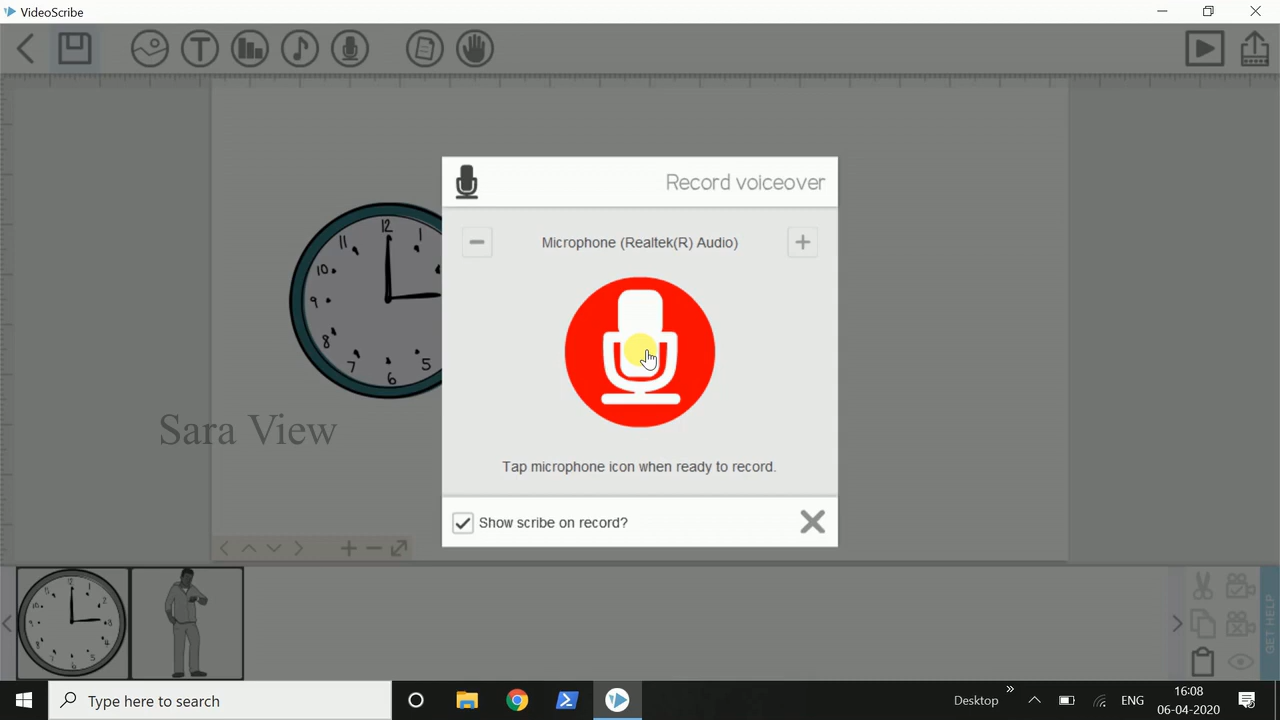 VideoScribe
T
Record voiceover
Microphone (Realtek(R) Audio)
12
1
11
10
9
8
7
6
5
Tap microphone icon when ready to record.
Sara View
Show scribe on record?
GET HELP
Type here to search
Desktop
ENG
16:08
06-04-2020